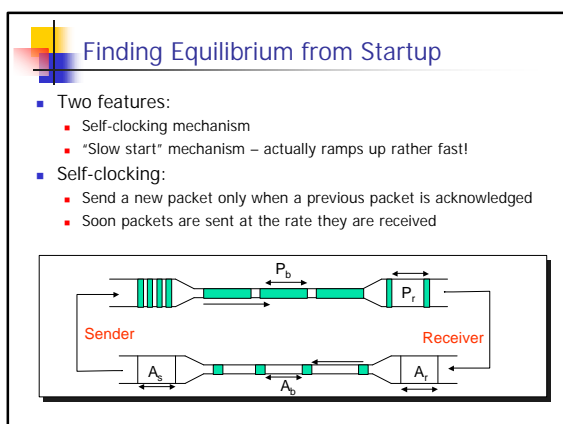 Finding Equilibrium from Startup
Two features:
Self-clocking mechanism
“Slow start” mechanism – actually ramps up rather fast!
Self-clocking:
Send a new packet only when a previous packet is acknowledged
Soon packets are sent at the rate they are received
Pb
Pr
Sender
Receiver
As
Ab
Ar